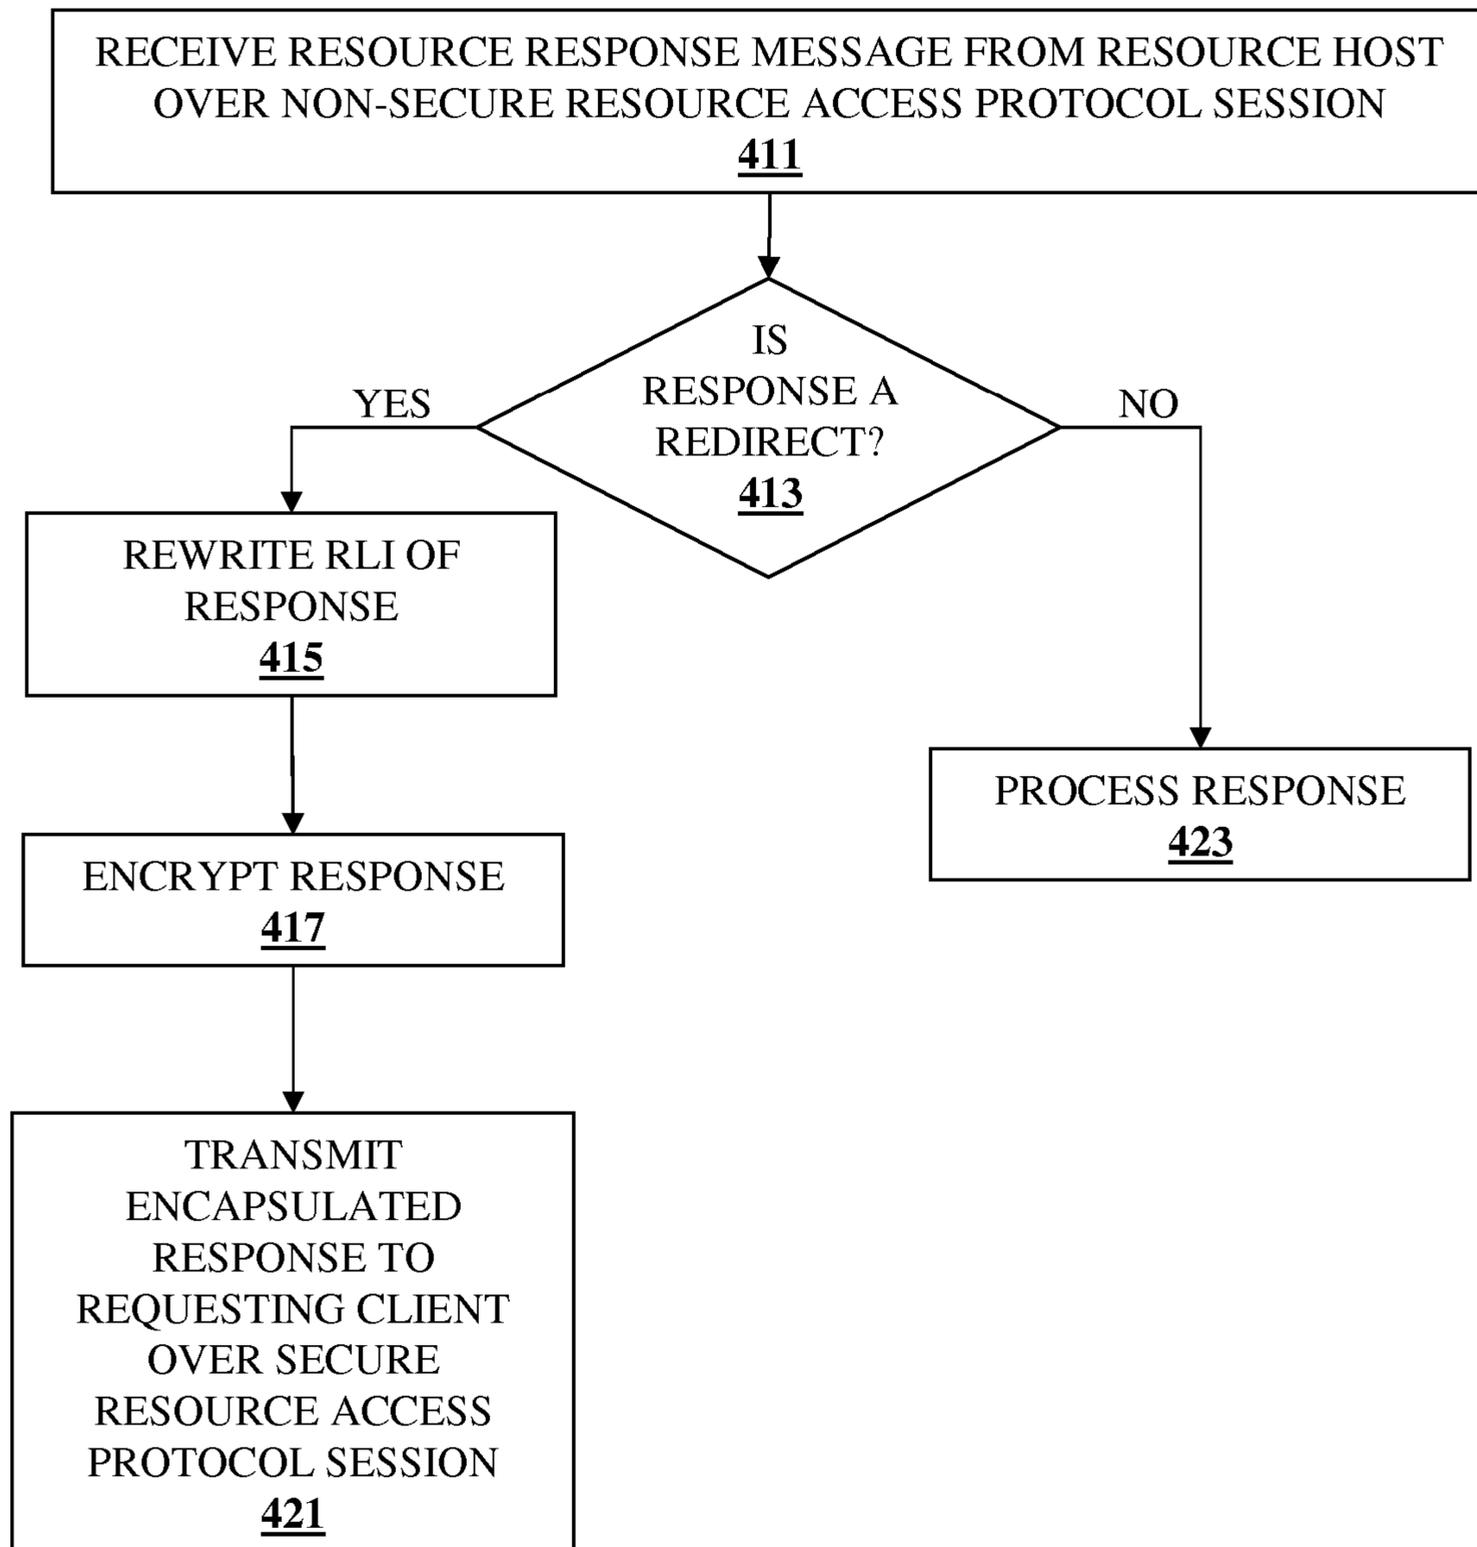 RECEIVE RESOURCE RESPONSE MESSAGE FROM RESOURCE HOST
OVER NON-SECURE RESOURCE ACCESS PROTOCOL SESSION
411
IS
RESPONSE A
REDIRECT?
413
YES
NO
REWRITE RLI OF
RESPONSE
415
PROCESS RESPONSE
423
ENCRYPT RESPONSE
417
TRANSMIT
ENCAPSULATED
RESPONSE TO
REQUESTING CLIENT
OVER SECURE
RESOURCE ACCESS
PROTOCOL SESSION
421